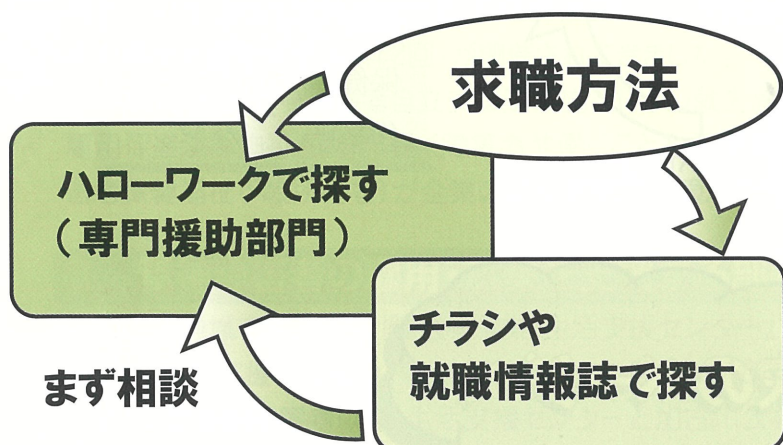 求職方法
ハローワークで探す
（専門援助部門）
チラシや
就職情報誌で探す
まず相談